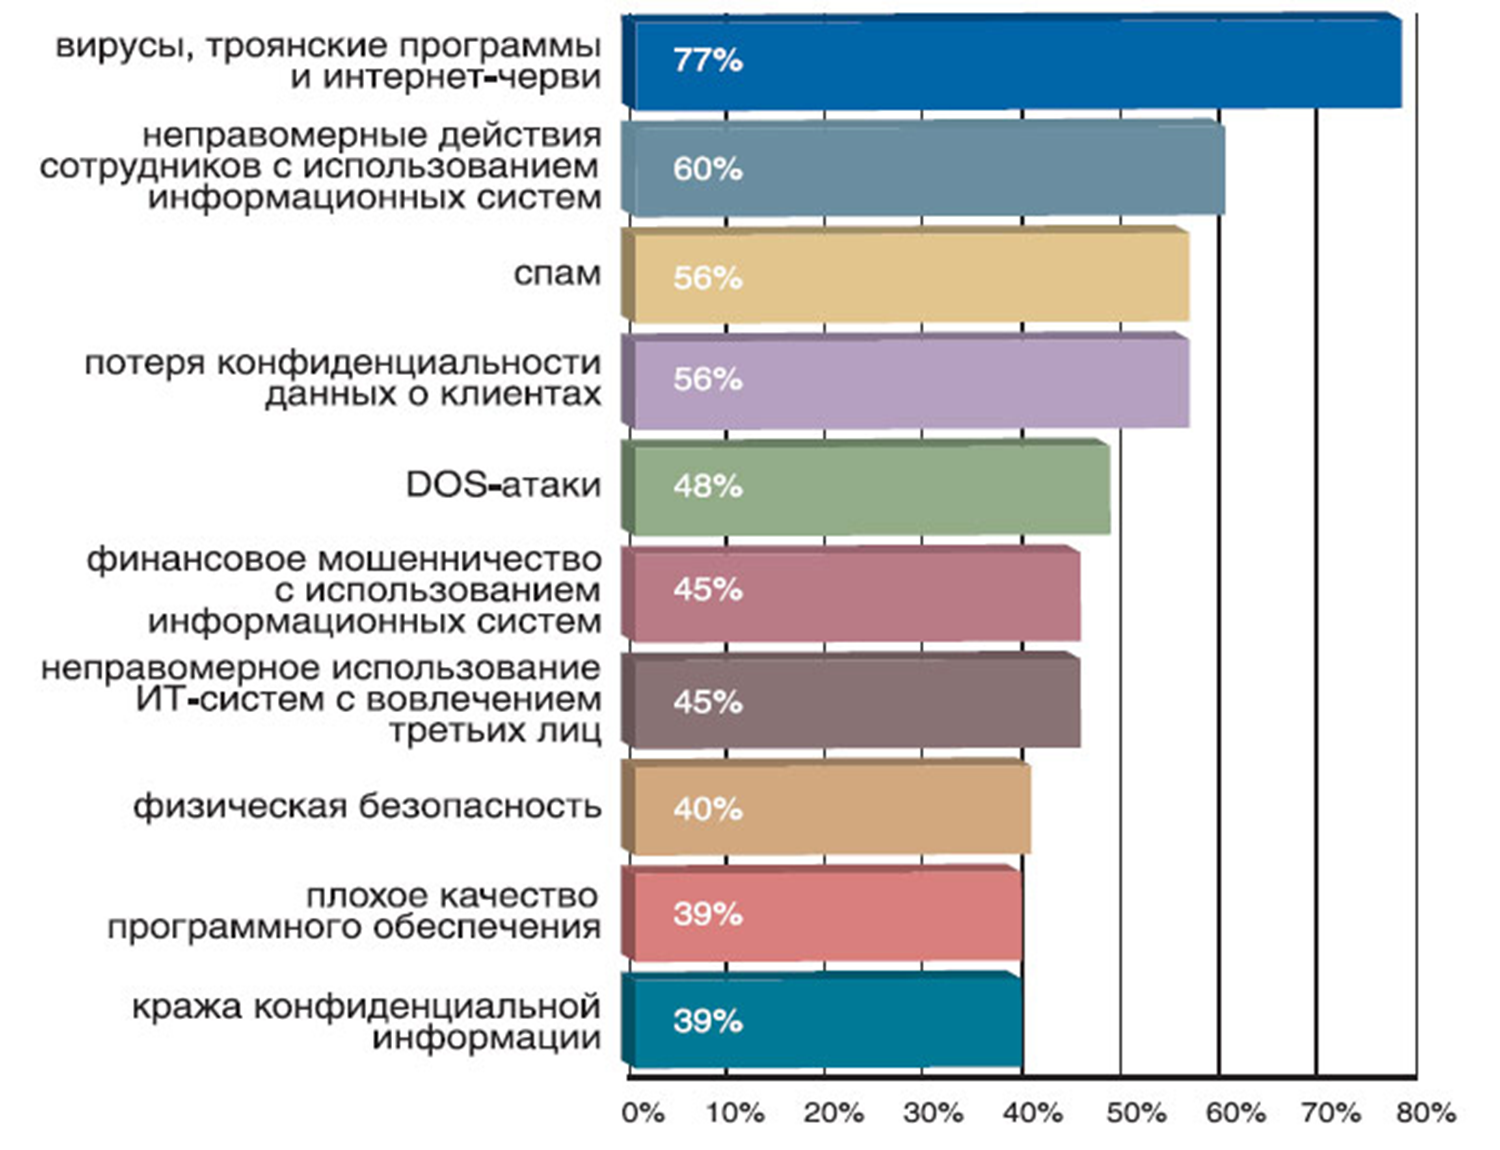 вирусы, троянские программы
и интернет-черви
77%
неправомерные действия
сотрудников с использованием
информационных систем
60%
спам
56%
потеря конфиденциальности
данных о клиентах
56%
DOS-атаки
48%
финансовое мошенничество
с использованием
информационных систем
45%
неправомерное использование
ИТ-систем с вовлечением
третьих лиц
45%
физическая безопасность
40%
плохое качество
программного обеспечения
39%
кража конфиденциальной
информации
39%
0% 10% 20% 30% 40% 50% 60% 70% 80%